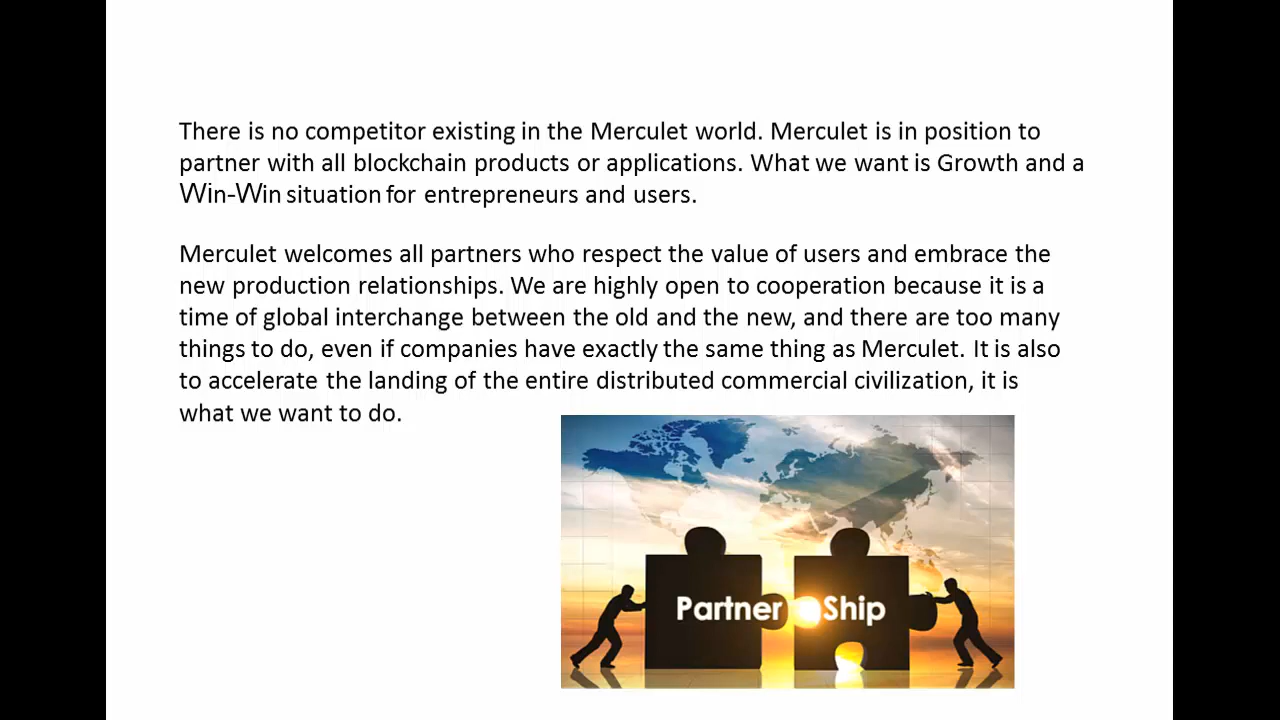 There is no competitor existing in the Merculet world. Merculet is in position to
partner with all blockchain products or applications. What we want is Growth and a
Win-Win situation for entrepreneurs and users.
Merculet welcomes all partners who respect the value of users and embrace the
new production relationships. We are highly open to cooperation because it is a
time of global interchange between the old and the new, and there are too many
things to do, even if companies have exactly the same thing as Merculet. It is also
to accelerate the landing of the entire distributed commercial civilization, it is
what we want to do.
Partner Ship